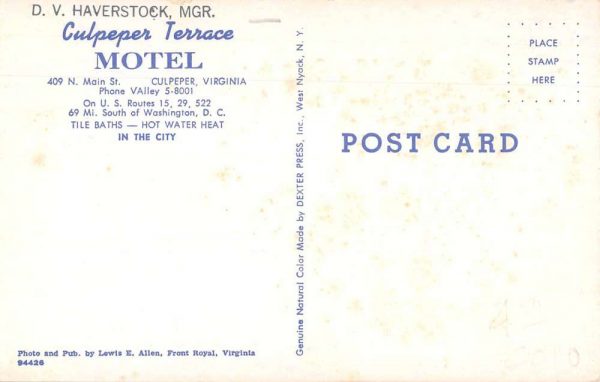 D. V. HAVERSTOCK, MGR.
Culpeper Terrace
MOTEL
409 N. Main St. CULPEPER, VIRGINIA
Phone VAlley 5-8001
On U. S. Routes 15, 29, 522
69 Mi. South of Washington, D. C.
TILE BATHS — HOT WATER HEAT
IN THE CITY
Photo and Pub. by Lewis E. Allen, Front Royal, Virginia
94426
Genuine Natural Color Made by DEXTER PRESS, Inc., West Nyack, N. Y.
PLACE
STAMP
HERE
POST CARD